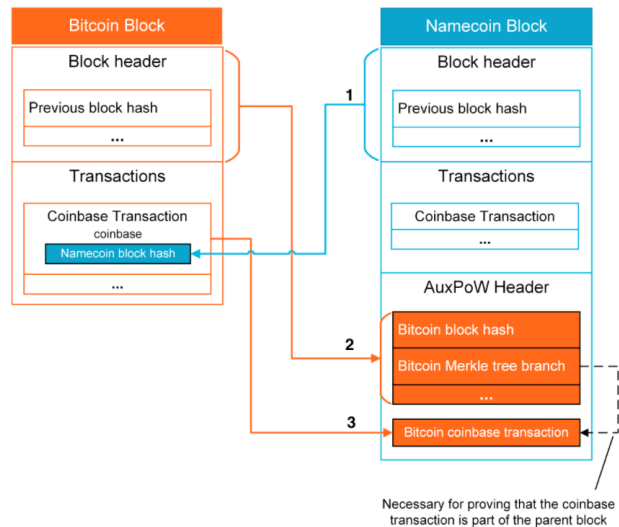 Bitcoin Block
Block header
Previous block hash
...
Transactions
Coinbase Transaction
coinbase
Namecoin block hash
...
1
2
3
Namecoin Block
Block header
Previous block hash
...
Transactions
Coinbase Transaction
...
AuxPoW Header
Bitcoin block hash
Bitcoin Merkle tree branch
...
Bitcoin coinbase transaction
Necessary for proving that the coinbase
transaction is part of the parent block